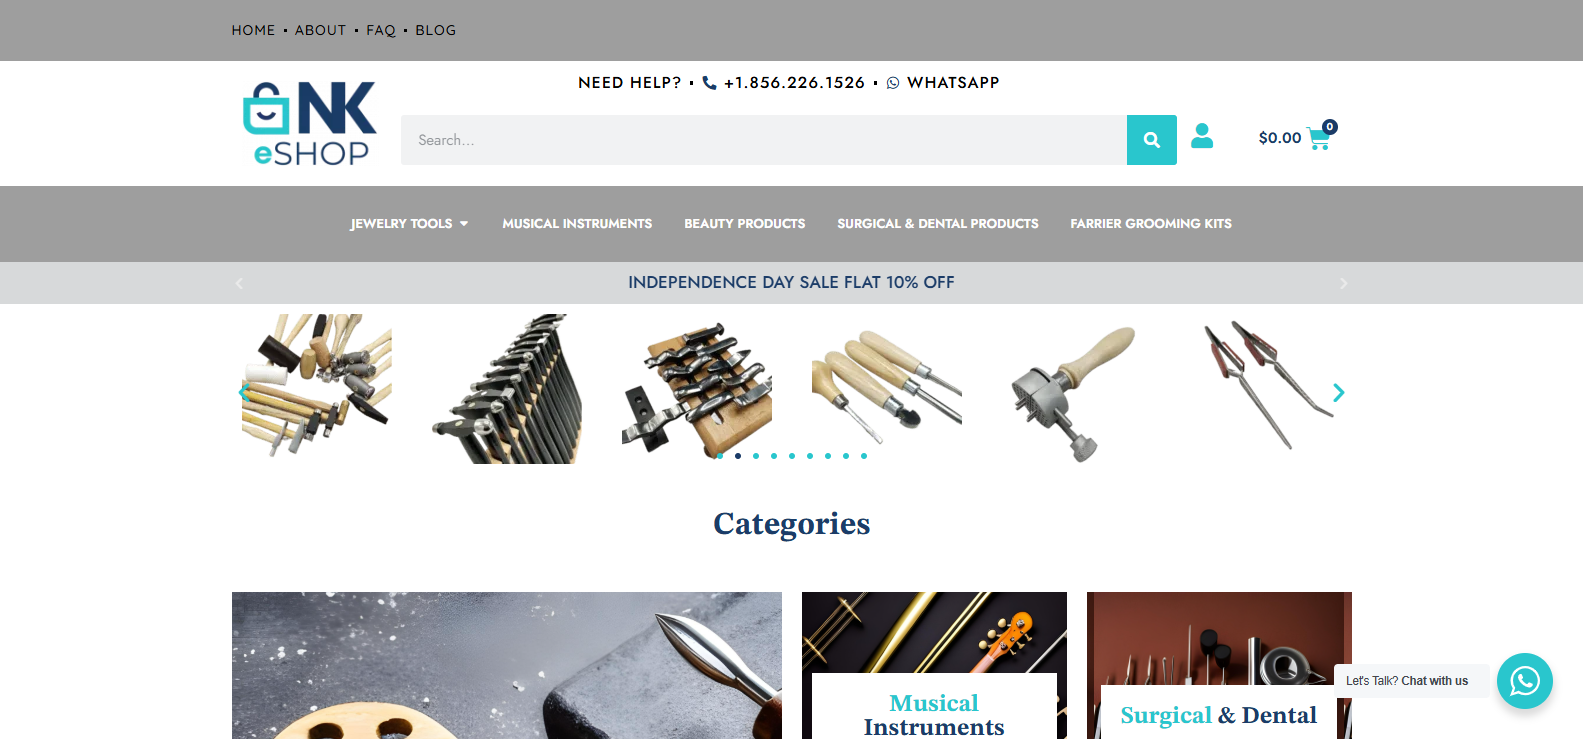 HOME • ABOUT • FAQ • BLOG
NEED HELP? • +1.856.226.1526 • WHATSAPP
NK
eSHOP
Search...
$0.00
0
JEWELRY TOOLS
MUSICAL INSTRUMENTS
BEAUTY PRODUCTS
SURGICAL & DENTAL PRODUCTS
FARRIER GROOMING KITS
INDEPENDENCE DAY SALE FLAT 10% OFF
Categories
Musical
Instruments
Surgical & Dental
Let's Talk? Chat with us